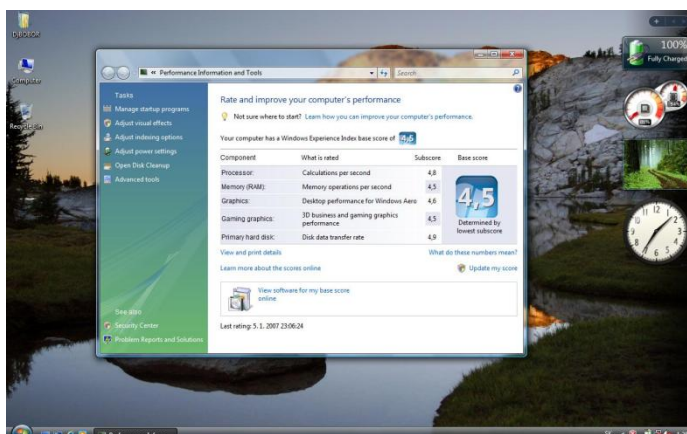 Computer
Recycle Bin
100%
Fully Charged
Performance Information and Tools
Search
Tasks
Manage startup programs
Adjust visual effects
Adjust indexing options
Adjust power settings
Open Disk Cleanup
Advanced tools
See also
Security Center
Problem Reports and Solutions
Rate and improve your computer's performance
Not sure where to start? Learn how you can improve your computer's performance.
Your computer has a Windows Experience Index base score of 4,5
Component What is rated Subscore Base score
Processor: Calculations per second 4,8
Memory (RAM): Memory operations per second 4,5
Graphics: Desktop performance for Windows Aero 4,6
Gaming graphics: 3D business and gaming graphics performance 4,5
Primary hard disk: Disk data transfer rate 4,9
4,5
Determined by
lowest subscore
View and print details What do these numbers mean?
Learn more about the scores online Update my score
View software for my base score
online
Last rating: 5. 1. 2007 23:06:24
11 12 1